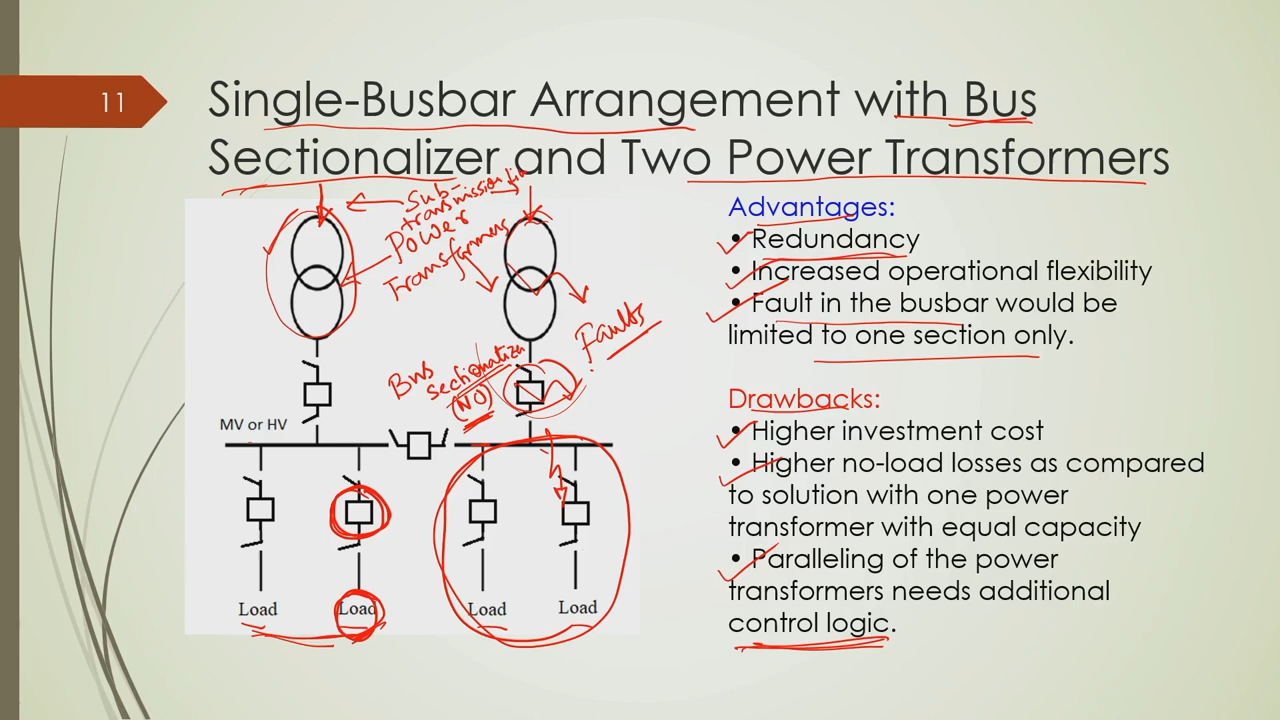 11
Single-Busbar Arrangement with Bus
Sectionalizer and Two Power Transformers
Sub-
transmission
Power
Transformers
Faults
Bus
sectionalizer
(NO)
MV or HV
Load
Load
Load
Load
Advantages:
• Redundancy
• Increased operational flexibility
• Fault in the busbar would be
limited to one section only.
Drawbacks:
• Higher investment cost
• Higher no-load losses as compared
to solution with one power
transformer with equal capacity
• Paralleling of the power
transformers needs additional
control logic.